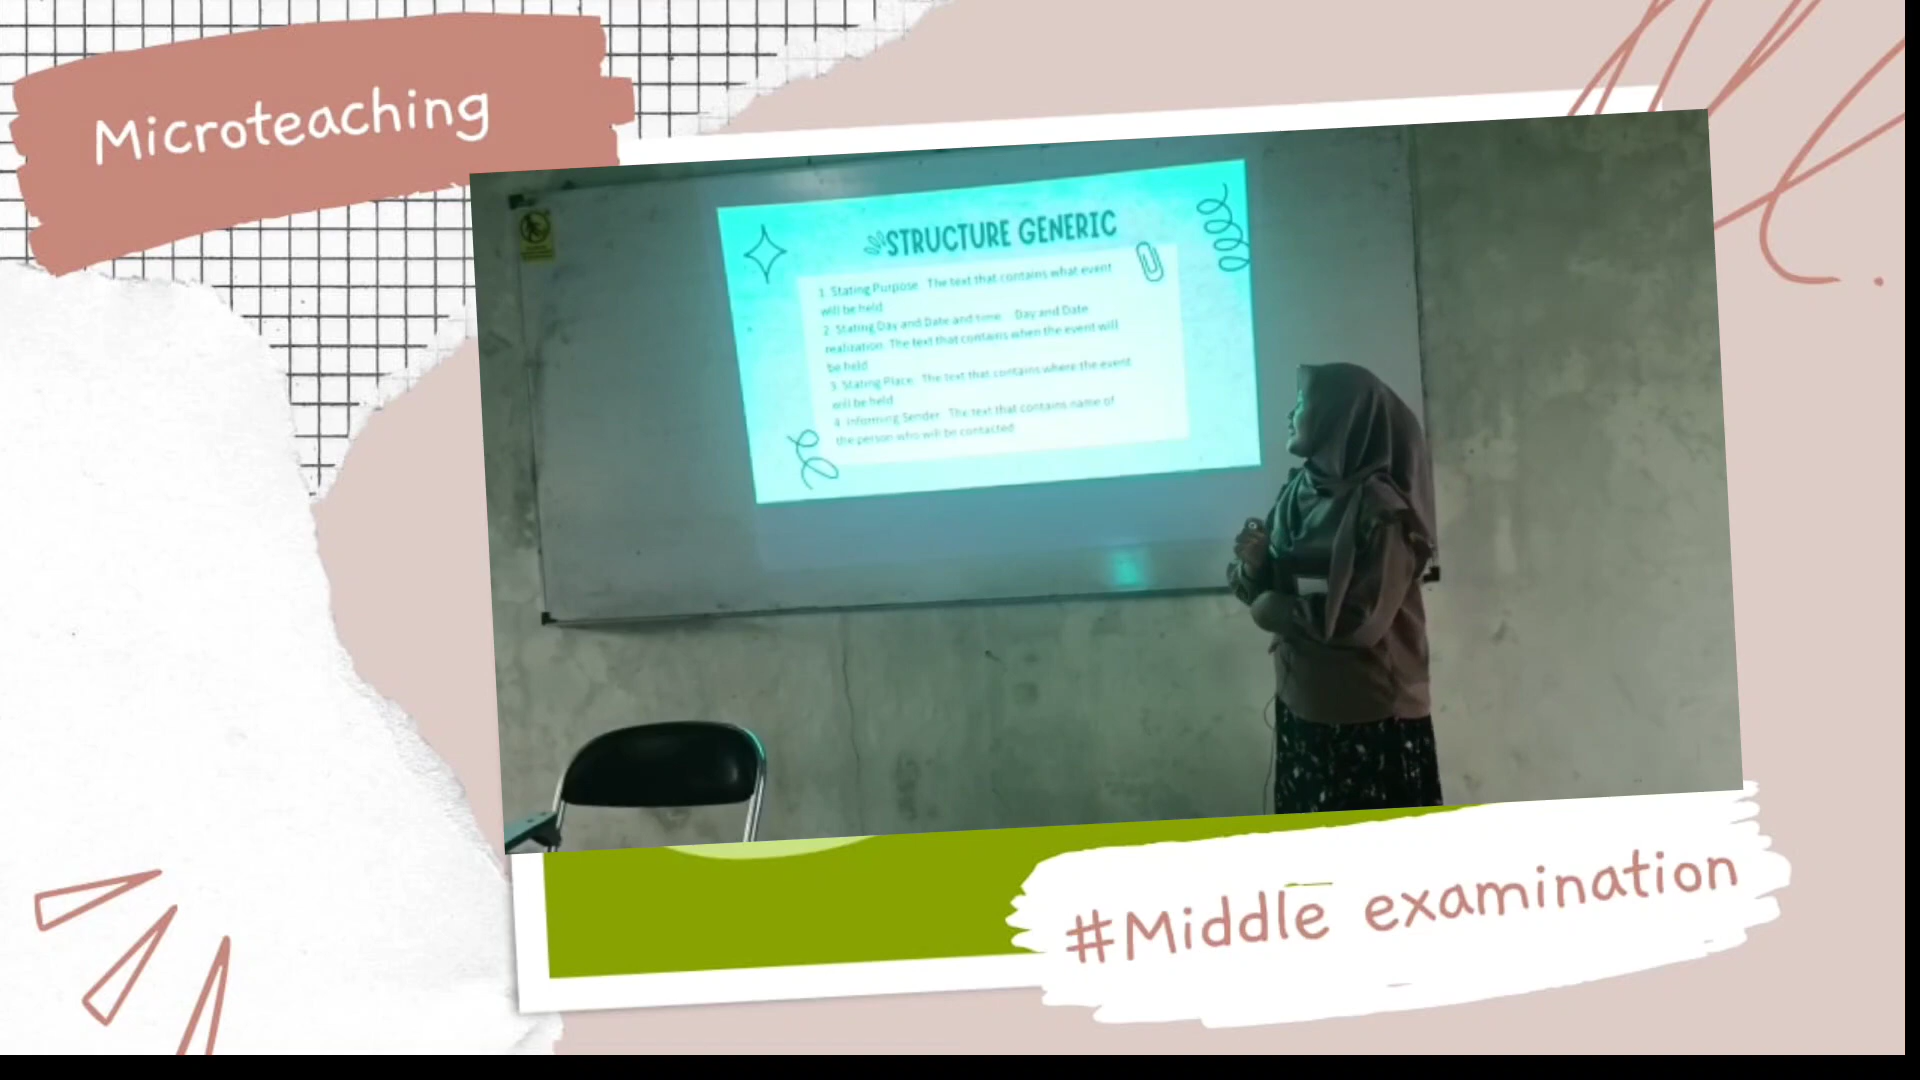 Microteaching
STRUCTURE GENERIC
1. Stating Purpose: The text that contains what event
will be held
2. Stating Day and Date and time: Day and Date
realization. The text that contains when the event will
be held
3. Stating Place: The text that contains where the event
will be held
4. Informing Sender: The text that contains name of
the person who will be contacted
#Middle examination